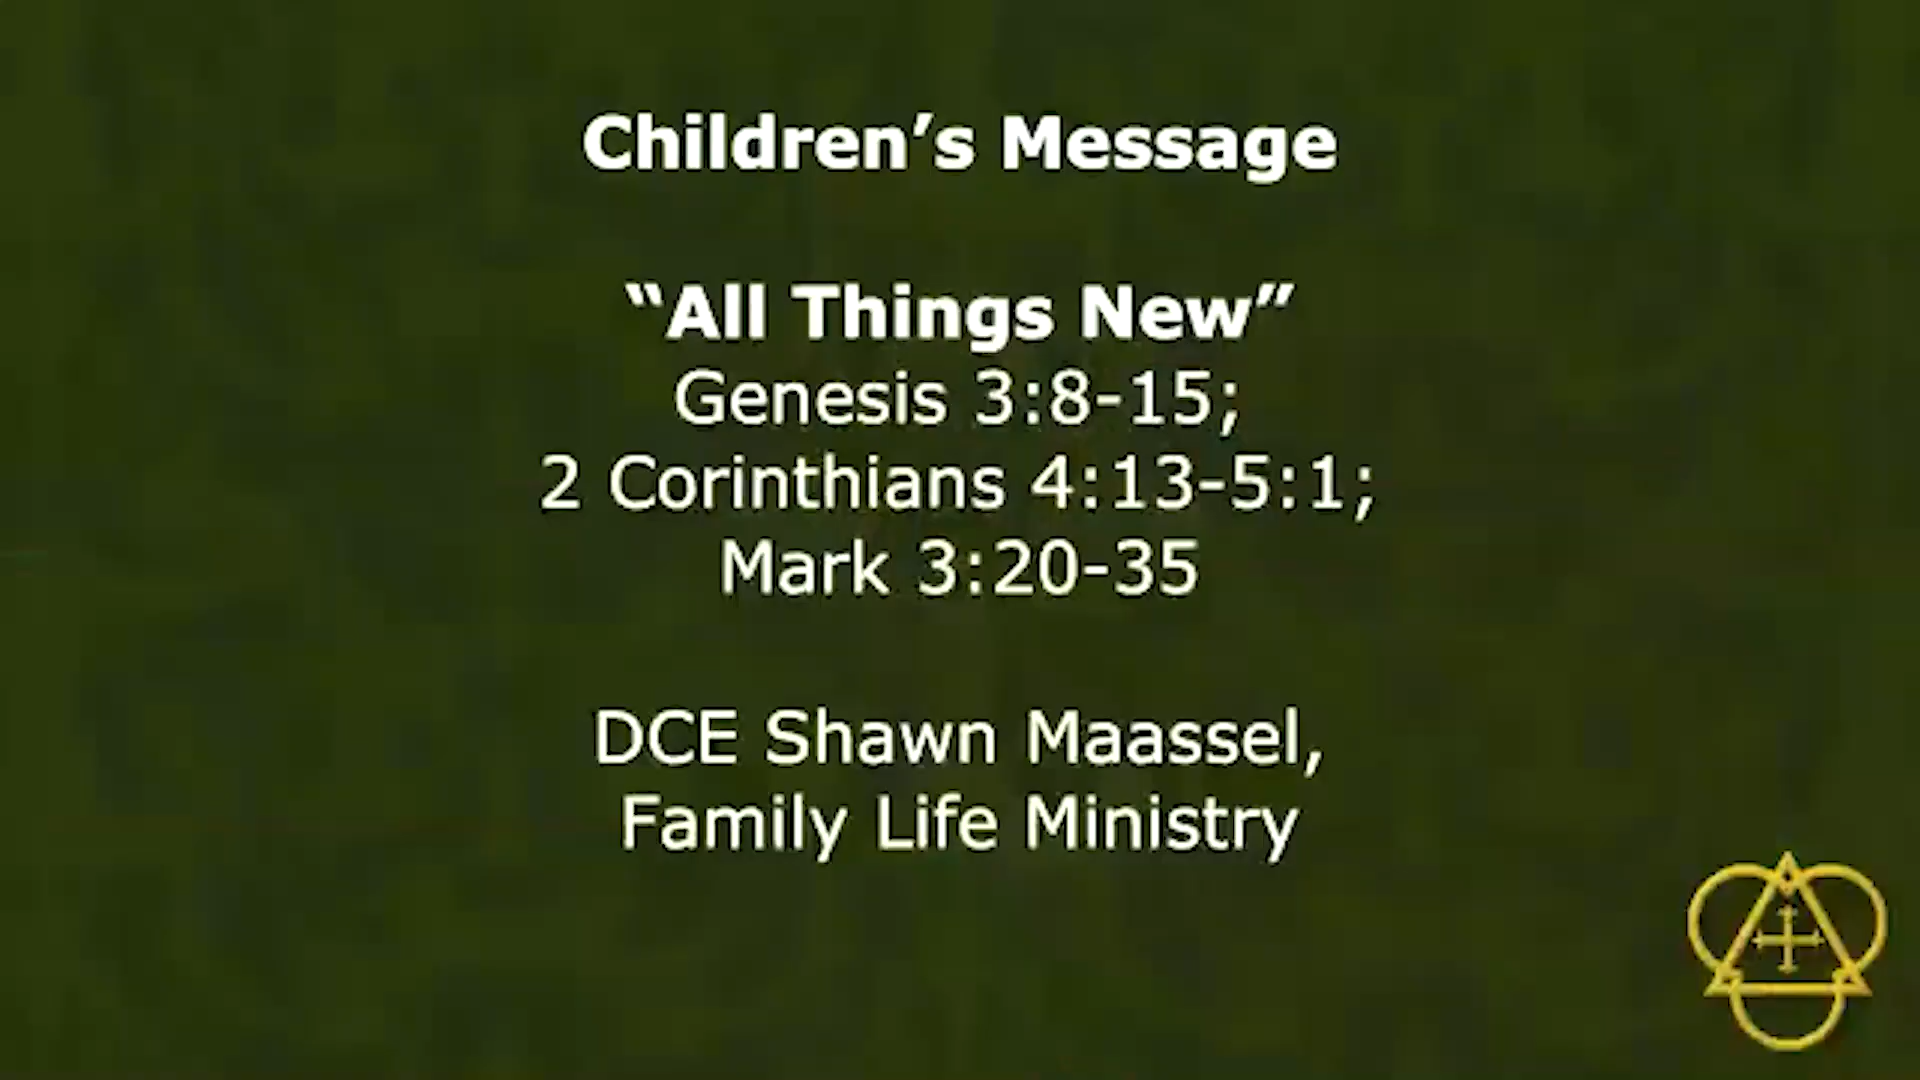 Children’s Message
“All Things New”
Genesis 3:8-15;
2 Corinthians 4:13-5:1;
Mark 3:20-35
DCE Shawn Maassel,
Family Life Ministry